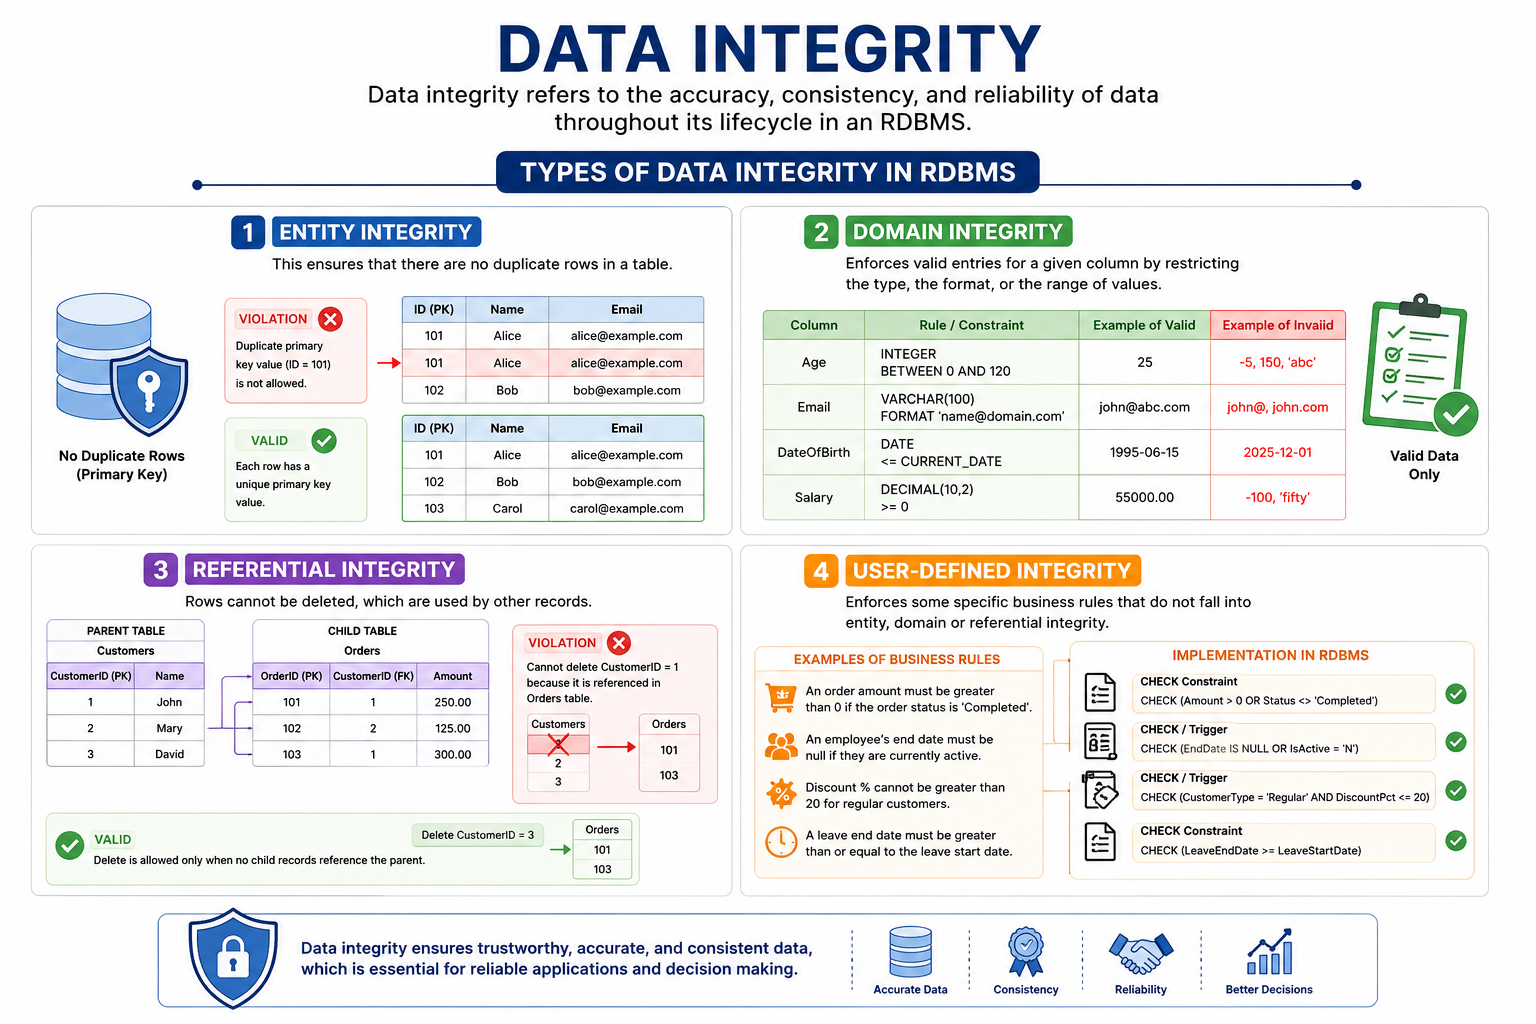 DATA INTEGRITY
Data integrity refers to the accuracy, consistency, and reliability of data
throughout its lifecycle in an RDBMS.
TYPES OF DATA INTEGRITY IN RDBMS
1 ENTITY INTEGRITY
This ensures that there are no duplicate rows in a table.
No Duplicate Rows
(Primary Key)
VIOLATION
Duplicate primary
key value (ID = 101)
is not allowed.
ID (PK) Name Email
101 Alice alice@example.com
101 Alice alice@example.com
102 Bob bob@example.com
VALID
Each row has a
unique primary key
value.
ID (PK) Name Email
101 Alice alice@example.com
102 Bob bob@example.com
103 Carol carol@example.com
2 DOMAIN INTEGRITY
Enforces valid entries for a given column by restricting
the type, the format, or the range of values.
Column Rule / Constraint Example of Valid Example of Invaiid
Age INTEGER
BETWEEN 0 AND 120 25 -5, 150, 'abc'
Email VARCHAR(100)
FORMAT 'name@domain.com' john@abc.com john@, john.com
DateOfBirth DATE
<= CURRENT_DATE 1995-06-15 2025-12-01
Salary DECIMAL(10,2)
>= 0 55000.00 -100, 'fifty'
Valid Data
Only
3 REFERENTIAL INTEGRITY
Rows cannot be deleted, which are used by other records.
PARENT TABLE
Customers
CustomerID (PK) Name
1 John
2 Mary
3 David
CHILD TABLE
Orders
OrderID (PK) CustomerID (FK) Amount
101 1 250.00
102 2 125.00
103 1 300.00
VIOLATION
Cannot delete CustomerID = 1
because it is referenced in
Orders table.
Customers
2
3
Orders
101
103
VALID
Delete is allowed only when no child records reference the parent.
Delete CustomerID = 3
Orders
101
103
4 USER-DEFINED INTEGRITY
Enforces some specific business rules that do not fall into
entity, domain or referential integrity.
EXAMPLES OF BUSINESS RULES
An order amount must be greater
than 0 if the order status is 'Completed'.
An employee's end date must be
null if they are currently active.
Discount % cannot be greater than
20 for regular customers.
A leave end date must be greater
than or equal to the leave start date.
IMPLEMENTATION IN RDBMS
CHECK Constraint
CHECK (Amount > 0 OR Status <> 'Completed')
CHECK / Trigger
CHECK (EndDate IS NULL OR IsActive = 'N')
CHECK / Trigger
CHECK (CustomerType = 'Regular' AND DiscountPct <= 20)
CHECK Constraint
CHECK (LeaveEndDate >= LeaveStartDate)
Data integrity ensures trustworthy, accurate, and consistent data,
which is essential for reliable applications and decision making.
Accurate Data
Consistency
Reliability
Better Decisions